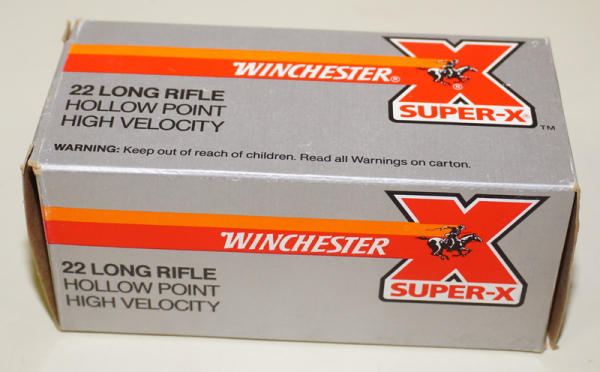 WINCHESTER®
X
®
SUPER-X®
™
22 LONG RIFLE
HOLLOW POINT
HIGH VELOCITY
WARNING: Keep out of reach of children. Read all Warnings on carton.
WINCHESTER
X
SUPER-X
22 LONG RIFLE
HOLLOW POINT
HIGH VELOCITY